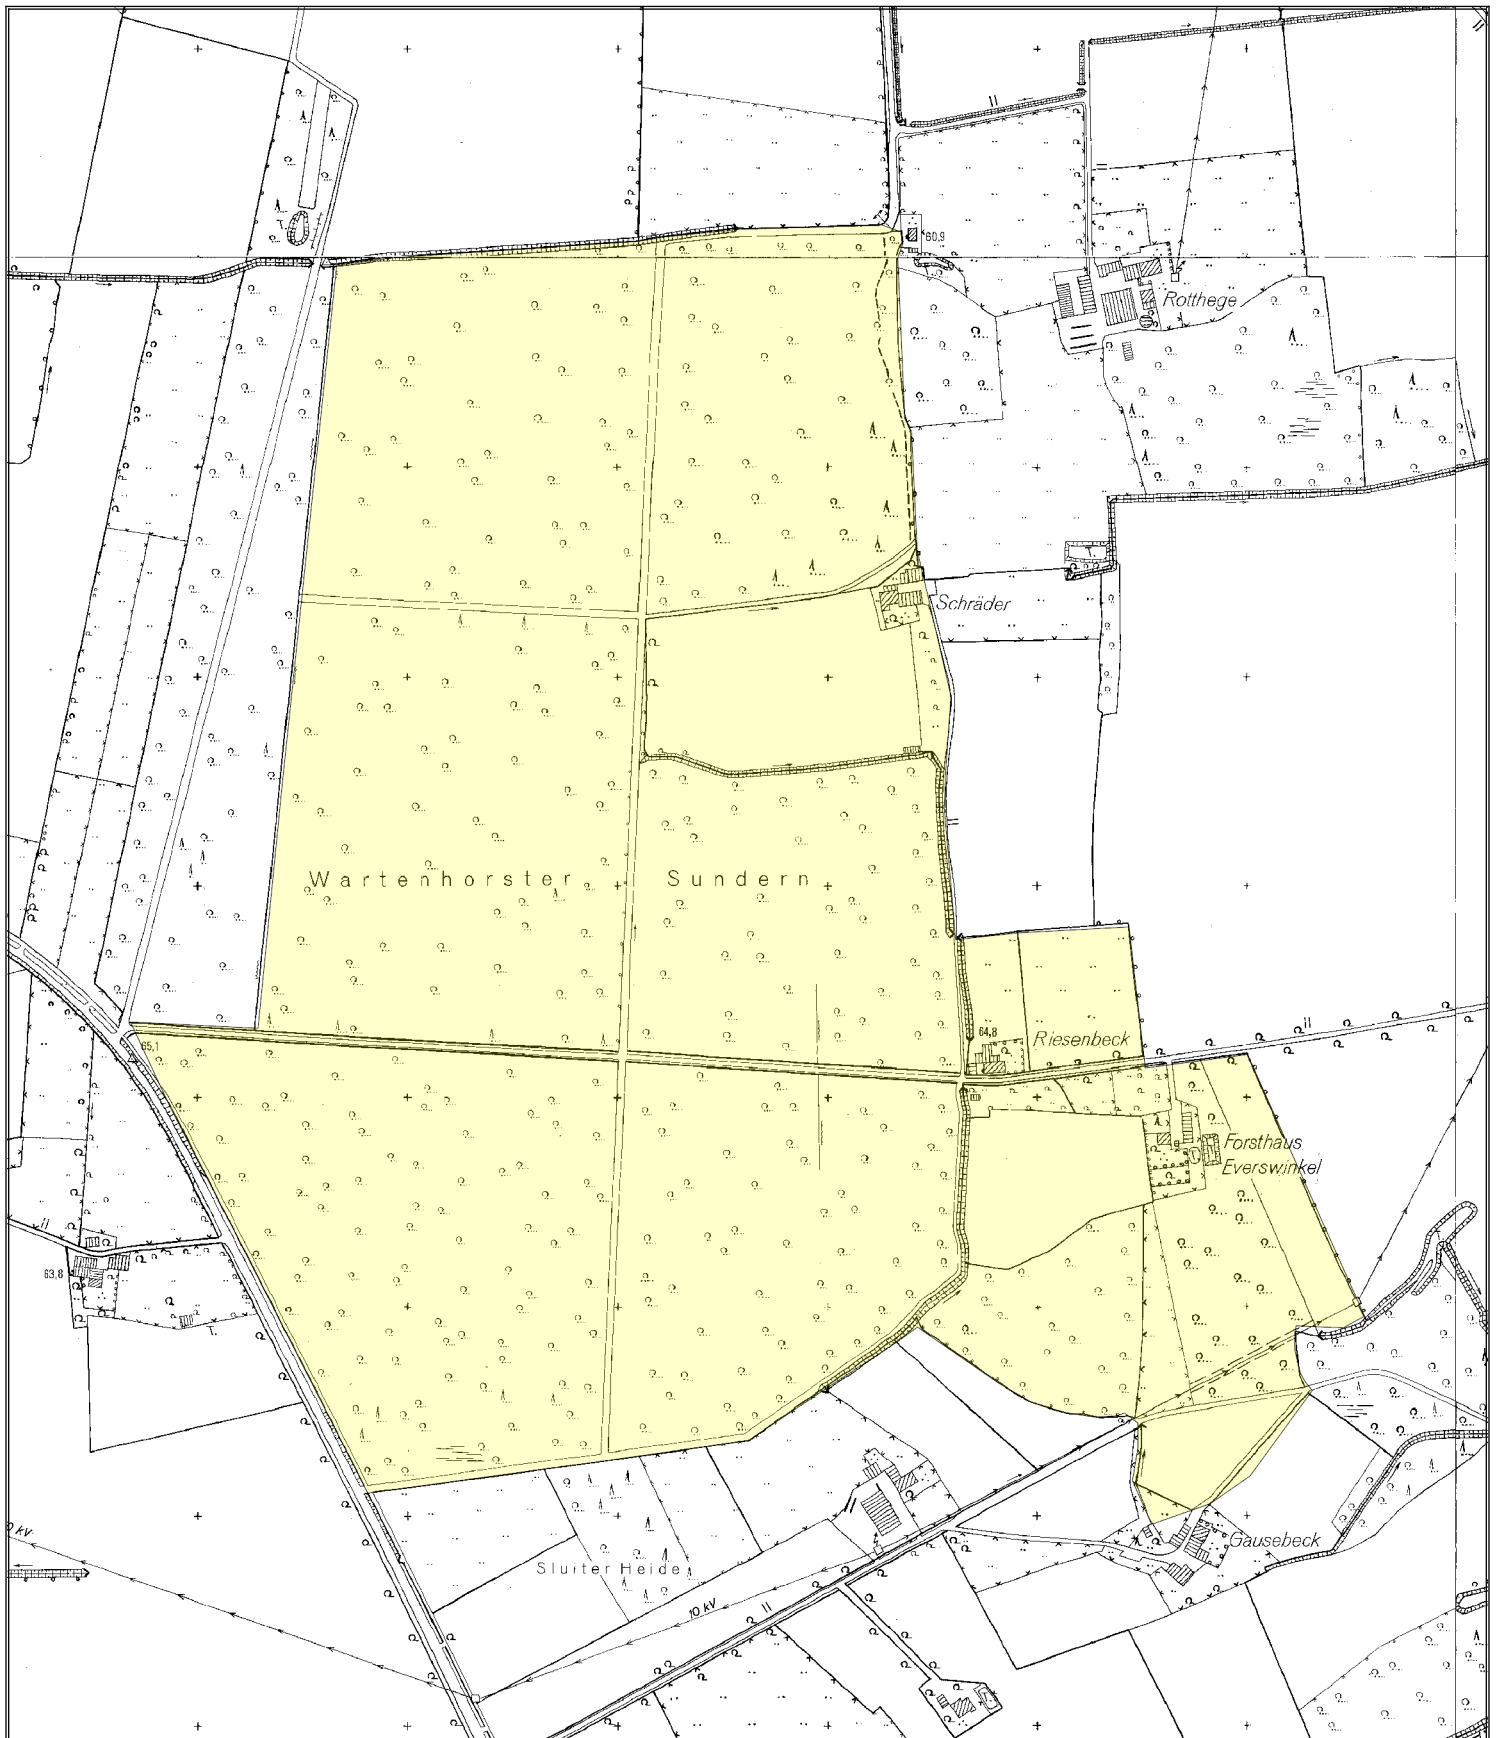 60,9
Rotthege
T.
Schräder
Wartenhorster Sundern
64,8
Riesenbeck
65,1
Forsthaus
Everswinkel
63,8
T.
Gausebeck
Sluiter Heide
10 kV